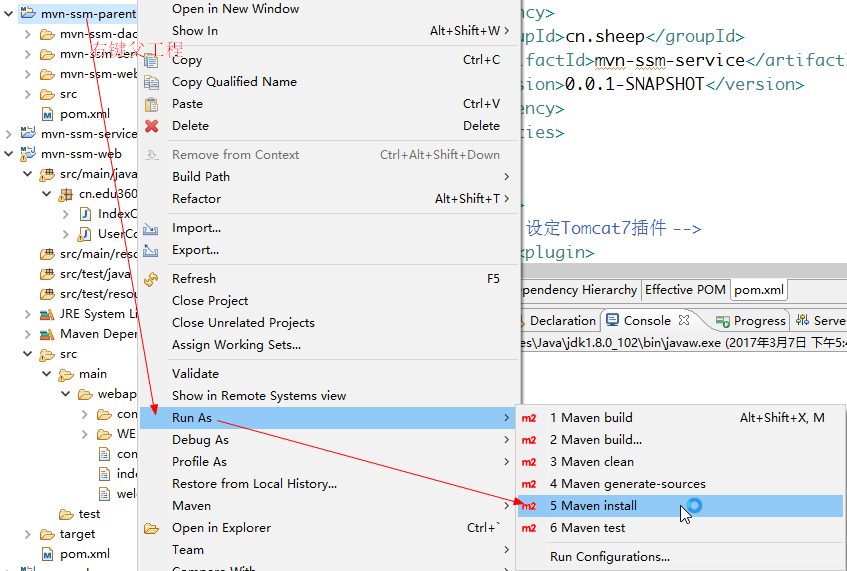 mvn-ssm-parent
mvn-ssm-dao
mvn-ssm-ser
mvn-ssm-web
src
pom.xml
mvn-ssm-service
mvn-ssm-web
src/main/java
cn.edu360
IndexC
UserCo
src/main/reso
src/test/java
src/test/resou
JRE System Li
Maven Depen
src
main
webap
con
WE
con
inde
wel
test
target
pom.xml
右键父工程
Open in New Window
Show In Alt+Shift+W
Copy Ctrl+C
Copy Qualified Name
Paste Ctrl+V
Delete Delete
Remove from Context Ctrl+Alt+Shift+Down
Build Path
Refactor Alt+Shift+T
Import...
Export...
Refresh F5
Close Project
Close Unrelated Projects
Assign Working Sets...
Validate
Show in Remote Systems view
Run As
Debug As
Profile As
Restore from Local History...
Maven
Open in Explorer Ctrl+`
Team
Compare With
ency>
upId>cn.sheep</groupId>
ifactId>mvn-ssm-service</artifactI
sion>0.0.1-SNAPSHOT</version>
ency>
cies>
>
设定Tomcat7插件 -->
plugin>
pendency Hierarchy Effective POM pom.xml
Declaration Console Progress Serve
es\Java\jdk1.8.0_102\bin\javaw.exe (2017年3月7日 下午5:4
m2 1 Maven build Alt+Shift+X, M
m2 2 Maven build...
m2 3 Maven clean
m2 4 Maven generate-sources
m2 5 Maven install
m2 6 Maven test
Run Configurations...